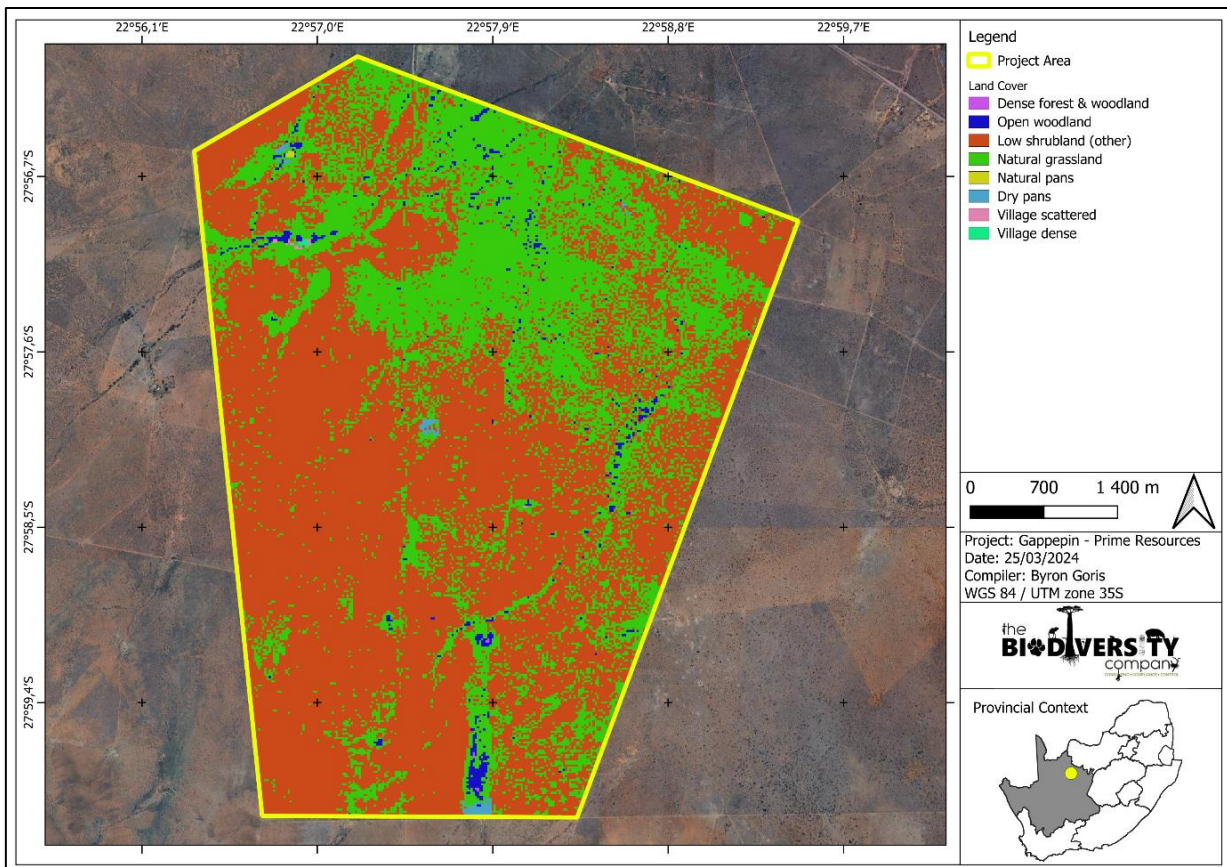 22°56,1'E 22°57,0'E 22°57,9'E 22°58,8'E 22°59,7'E
27°56,7'S
27°57,6'S
27°58,5'S
27°59,4'S
Legend
Project Area
Land Cover
Dense forest & woodland
Open woodland
Low shrubland (other)
Natural grassland
Natural pans
Dry pans
Village scattered
Village dense
0 700 1 400 m
Project: Gappepin - Prime Resources
Date: 25/03/2024
Compiler: Byron Goris
WGS 84 / UTM zone 35S
the
BIODIVERSITY
company
Provincial Context